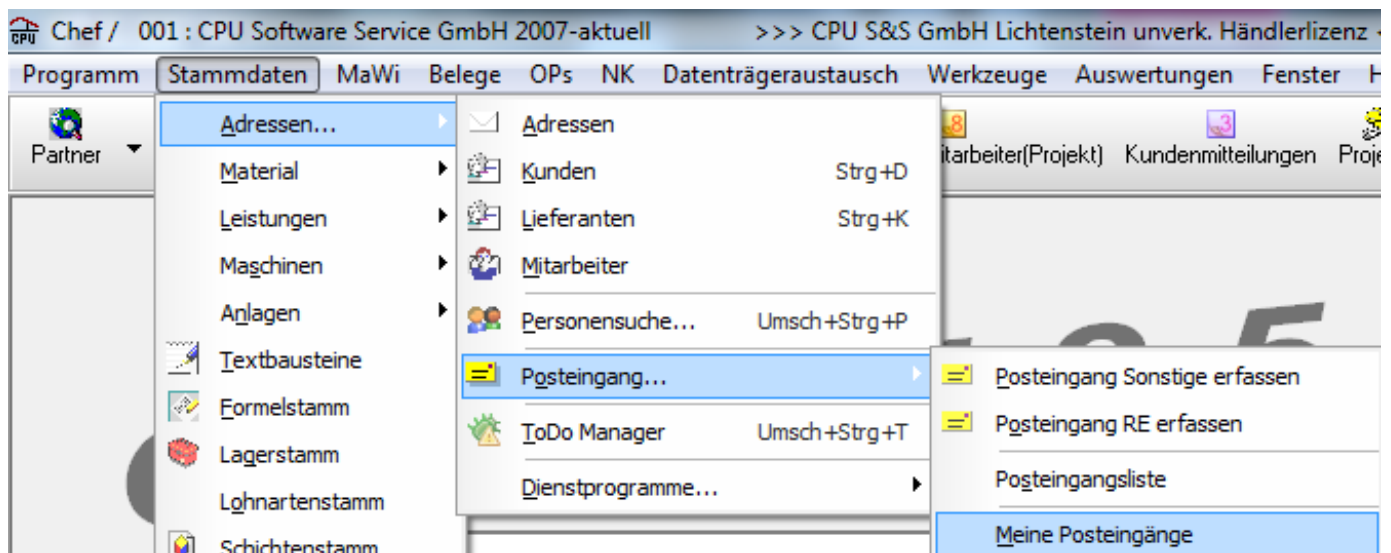 CPU Chef / 001 : CPU Software Service GmbH 2007-aktuell >>> CPU S&S GmbH Lichtenstein unverk. Händlerlizenz
Programm Stammdaten MaWi Belege OPs NK Datenträgeraustausch Werkzeuge Auswertungen Fenster H
Partner
itarbeiter(Projekt) Kundenmitteilungen Proje
Adressen...
Material
Leistungen
Maschinen
Anlagen
Textbausteine
Formelstamm
Lagerstamm
Lohnartenstamm
Schichtenstamm
Adressen
Kunden Strg+D
Lieferanten Strg+K
Mitarbeiter
Personensuche... Umsch+Strg+P
Posteingang...
ToDo Manager Umsch+Strg+T
Dienstprogramme...
Posteingang Sonstige erfassen
Posteingang RE erfassen
Posteingangsliste
Meine Posteingänge